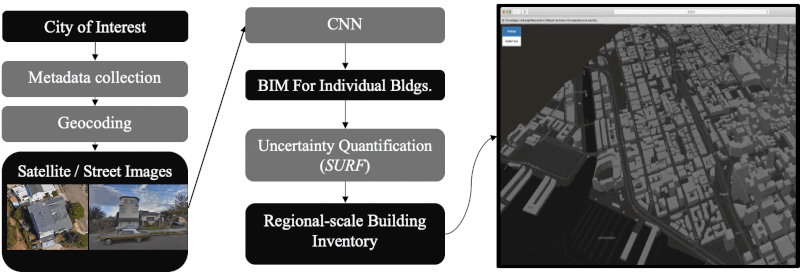 City of Interest
Metadata collection
Geocoding
Satellite / Street Images
CNN
BIM For Individual Bldgs.
Uncertainty Quantification
(SURF)
Regional-scale Building
Inventory